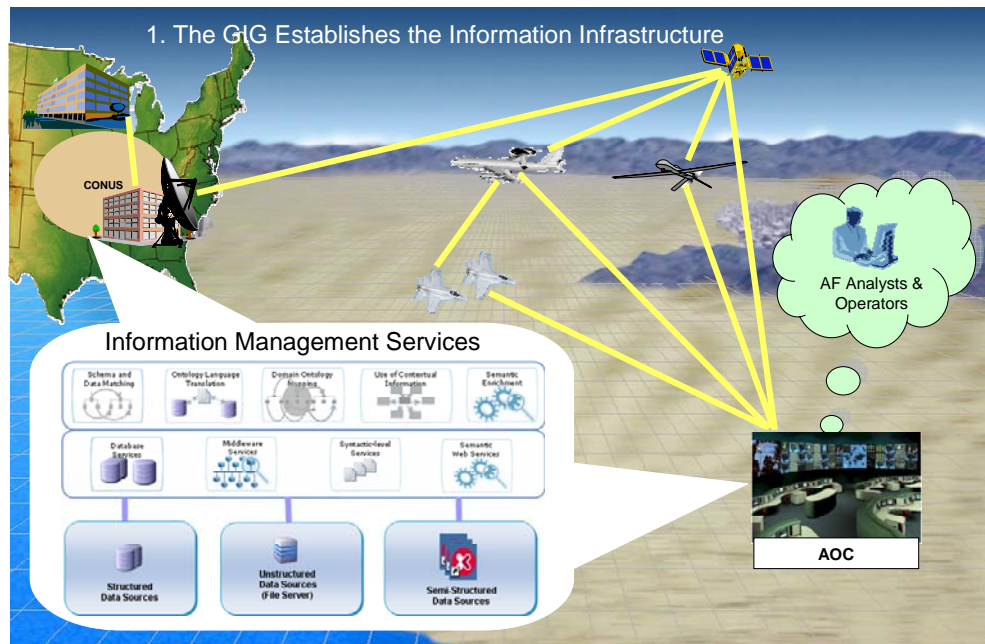 1. The GIG Establishes the Information Infrastructure
CONUS
AF Analysts &
Operators
Information Management Services
Schema and
Data Matching
Ontology Language
Translation
Domain Ontology
Mapping
Use of Contextual
Information
Semantic
Enrichment
Database
Services
Middleware
Services
Syntactic-level
Services
Semantic
Web Services
Structured
Data Sources
Unstructured
Data Sources
(File Server)
Semi-Structured
Data Sources
AOC